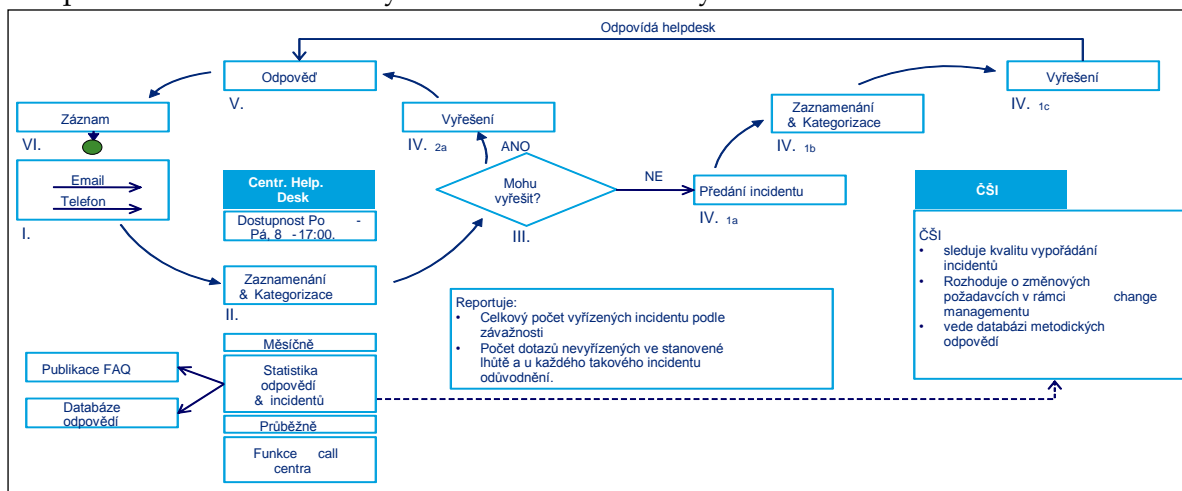 Odpovídá helpdesk
Odpověď
V.
Vyřešení
IV. 1c
Záznam
VI.
Vyřešení
IV. 2a
Zaznamenání
& Kategorizace
IV. 1b
ANO
Email
Telefon
I.
Centr. Help.
Desk
Dostupnost Po -
Pá, 8 -17:00.
Mohu
vyřešit?
III.
NE
Předání incidentu
IV. 1a
ČŠI
ČŠI
• sleduje kvalitu vypořádání
incidentů
• Rozhoduje o změnových
požadavcích v rámci change
managementu
• vede databázi metodických
odpovědí
Zaznamenání
& Kategorizace
II.
Reportuje:
• Celkový počet vyřízených incidentu podle
závažnosti
• Počet dotazů nevyřízených ve stanovené
lhůtě a u každého takového incidentu
odůvodnění.
Měsíčně
Publikace FAQ
Statistika
odpovědí
& incidentů
Databáze
odpovědí
Průběžně
Funkce call
centra